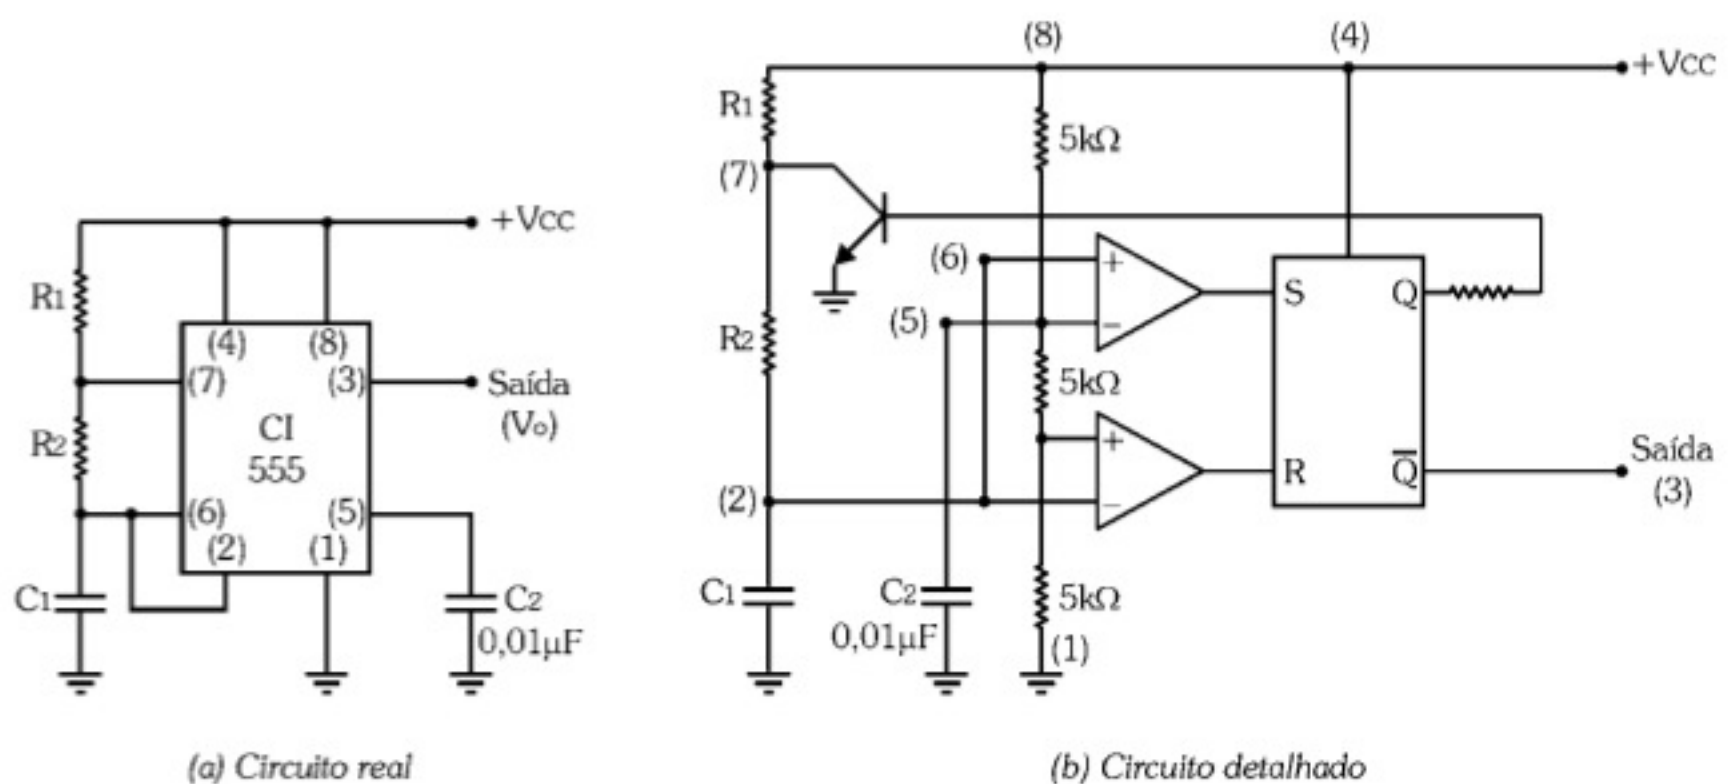 +VCC
R1
(4) (8)
(7) (3) Saída
(Vo)
CI
555
R2
(6) (5)
(2) (1)
C1
C2
0,01µF
(a) Circuito real
(8) (4)
+VCC
R1
5kΩ
(7)
(6)
+
S Q
(5)
−
R2
5kΩ
+
Saída
(3)
R Q̅
(2)
−
C1
C2
0,01µF
5kΩ
(1)
(b) Circuito detalhado